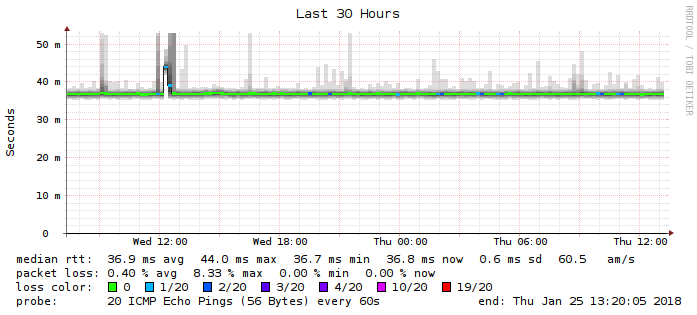 Last 30 Hours
RRDTOOL / TOBI OETIKER
Seconds
50 m
40 m
30 m
20 m
10 m
0
Wed 12:00 Wed 18:00 Thu 00:00 Thu 06:00 Thu 12:00
median rtt: 36.9 ms avg 44.0 ms max 36.7 ms min 36.8 ms now 0.6 ms sd 60.5 am/s
packet loss: 0.40 % avg 8.33 % max 0.00 % min 0.00 % now
loss color: 0 1/20 2/20 3/20 4/20 10/20 19/20
probe: 20 ICMP Echo Pings (56 Bytes) every 60s end: Thu Jan 25 13:20:05 2018